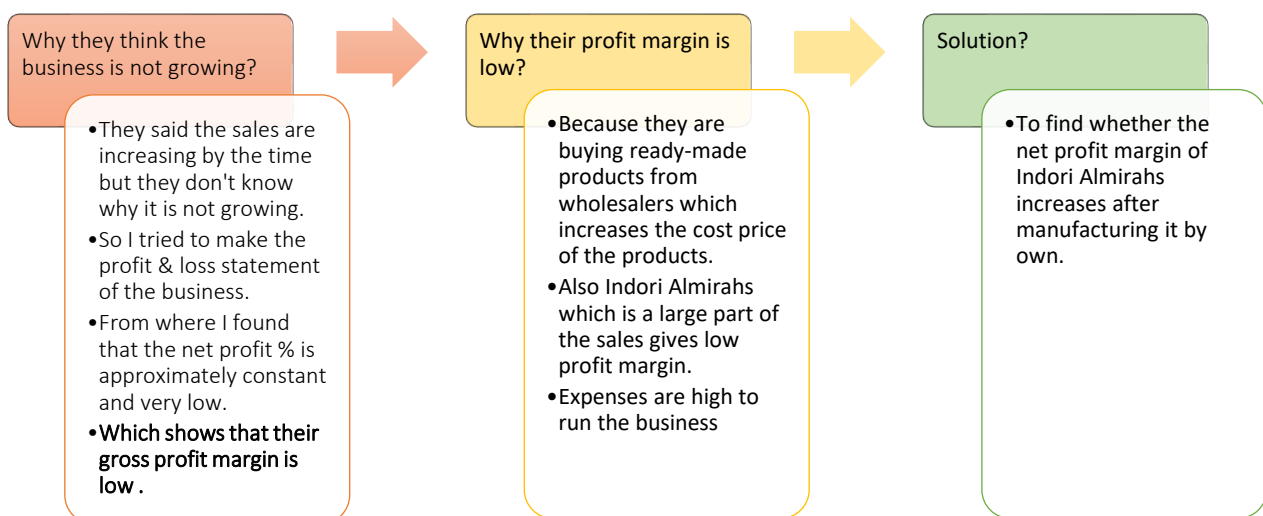 Why they think the
business is not growing?
•They said the sales are
increasing by the time
but they don't know
why it is not growing.
•So I tried to make the
profit & loss statement
of the business.
•From where I found
that the net profit % is
approximately constant
and very low.
•Which shows that their
gross profit margin is
low .
Why their profit margin is
low?
•Because they are
buying ready-made
products from
wholesalers which
increases the cost price
of the products.
•Also Indori Almirahs
which is a large part of
the sales gives low
profit margin.
•Expenses are high to
run the business
Solution?
•To find whether the
net profit margin of
Indori Almirahs
increases after
manufacturing it by
own.